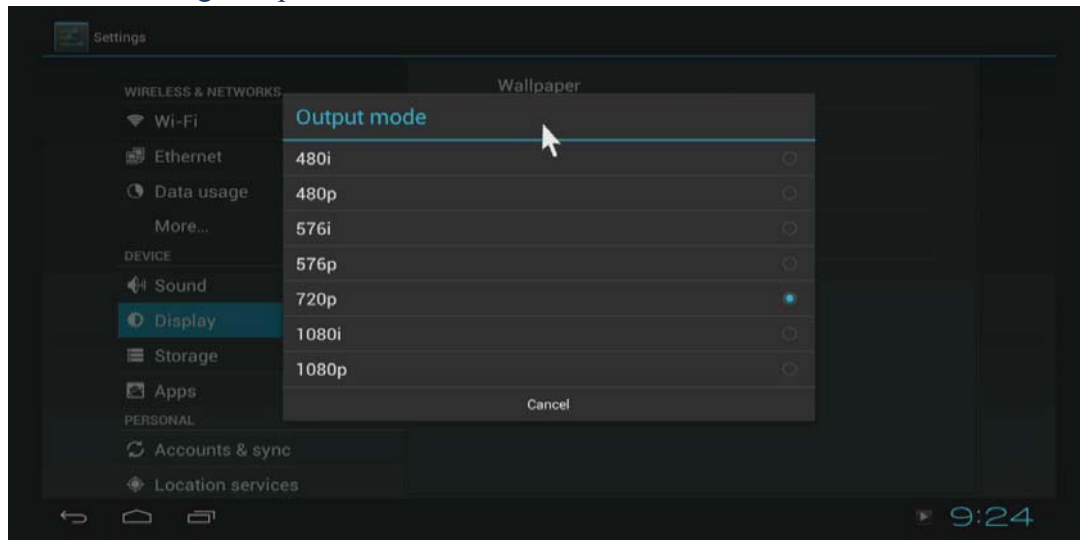 Settings
WIRELESS & NETWORKS
Wi-Fi
Ethernet
Data usage
More...
DEVICE
Sound
Display
Storage
Apps
PERSONAL
Accounts & sync
Location services
Wallpaper
Output mode
480i
480p
576i
576p
720p
1080i
1080p
Cancel
9:24